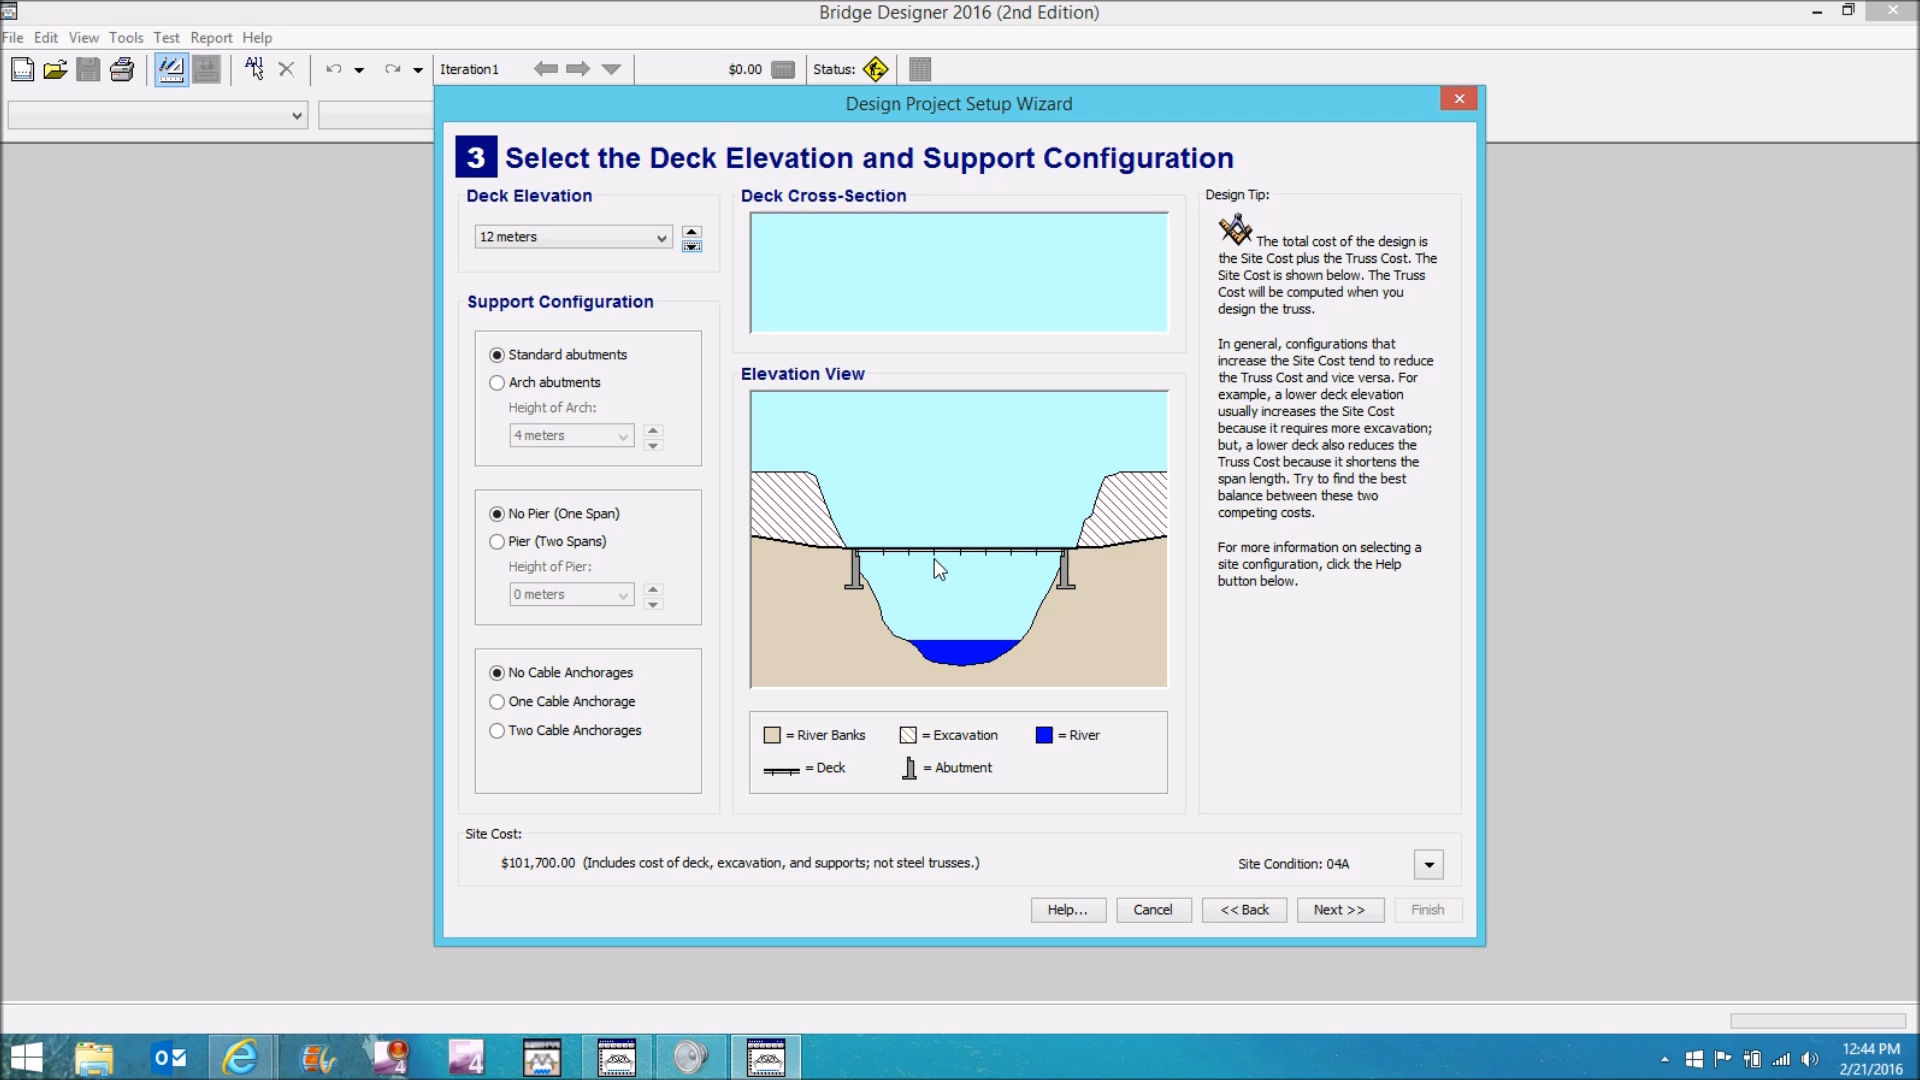 Bridge Designer 2016 (2nd Edition)
File Edit View Tools Test Report Help
All
Iteration1
$0.00
Status:
Design Project Setup Wizard
3 Select the Deck Elevation and Support Configuration
Deck Elevation
12 meters
Support Configuration
Standard abutments
Arch abutments
Height of Arch:
4 meters
No Pier (One Span)
Pier (Two Spans)
Height of Pier:
0 meters
No Cable Anchorages
One Cable Anchorage
Two Cable Anchorages
Deck Cross-Section
Elevation View
= River Banks
= Excavation
= River
= Deck
= Abutment
Design Tip:
The total cost of the design is
the Site Cost plus the Truss Cost. The
Site Cost is shown below. The Truss
Cost will be computed when you
design the truss.
In general, configurations that
increase the Site Cost tend to reduce
the Truss Cost and vice versa. For
example, a lower deck elevation
usually increases the Site Cost
because it requires more excavation;
but, a lower deck also reduces the
Truss Cost because it shortens the
span length. Try to find the best
balance between these two
competing costs.
For more information on selecting a
site configuration, click the Help
button below.
Site Cost:
$101,700.00 (Includes cost of deck, excavation, and supports; not steel trusses.)
Site Condition: 04A
Help...
Cancel
<< Back
Next >>
Finish
12:44 PM
2/21/2016